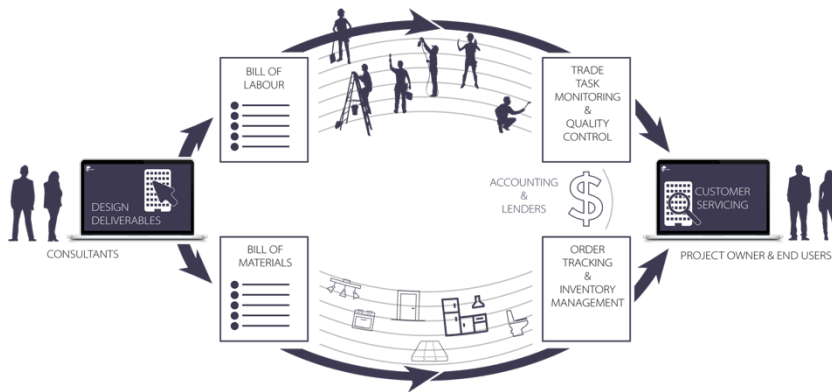 BILL OF
LABOUR
TRADE
TASK
MONITORING
&
QUALITY
CONTROL
DESIGN
DELIVERABLES
CONSULTANTS
ACCOUNTING
&
LENDERS
$
CUSTOMER
SERVICING
PROJECT OWNER & END USERS
BILL OF
MATERIALS
ORDER
TRACKING
&
INVENTORY
MANAGEMENT